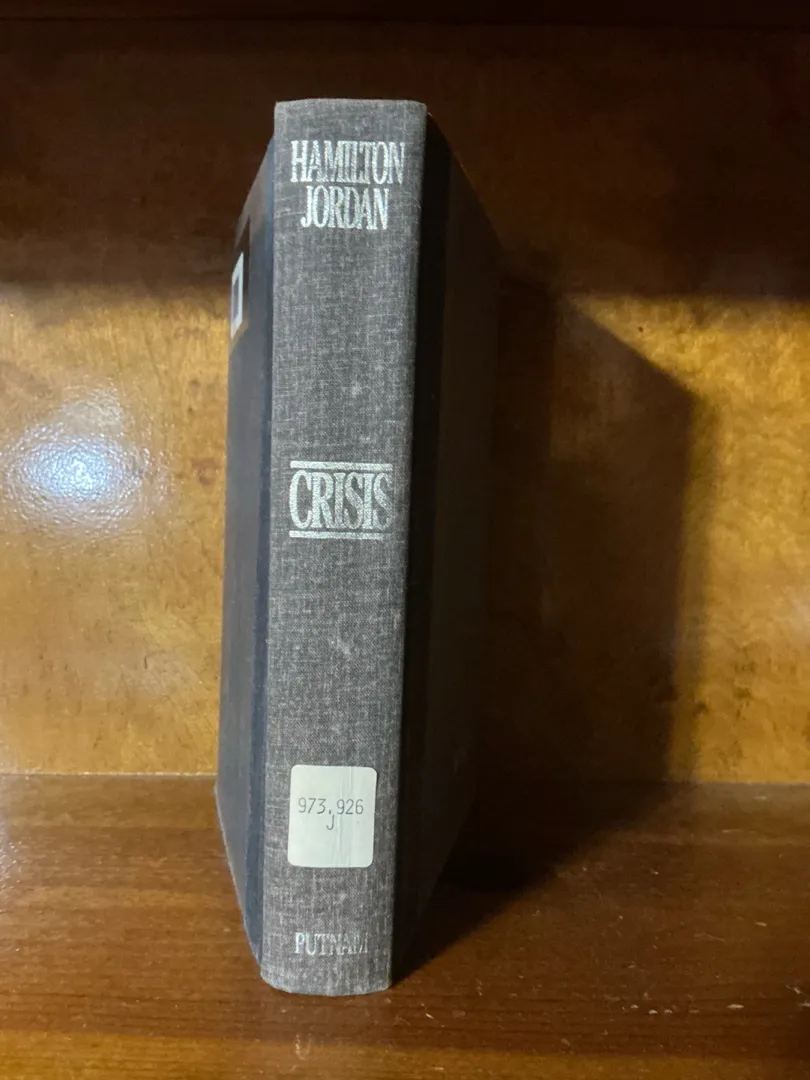 HAMILTON
JORDAN
CRISIS
973.926
J
PUTNAM